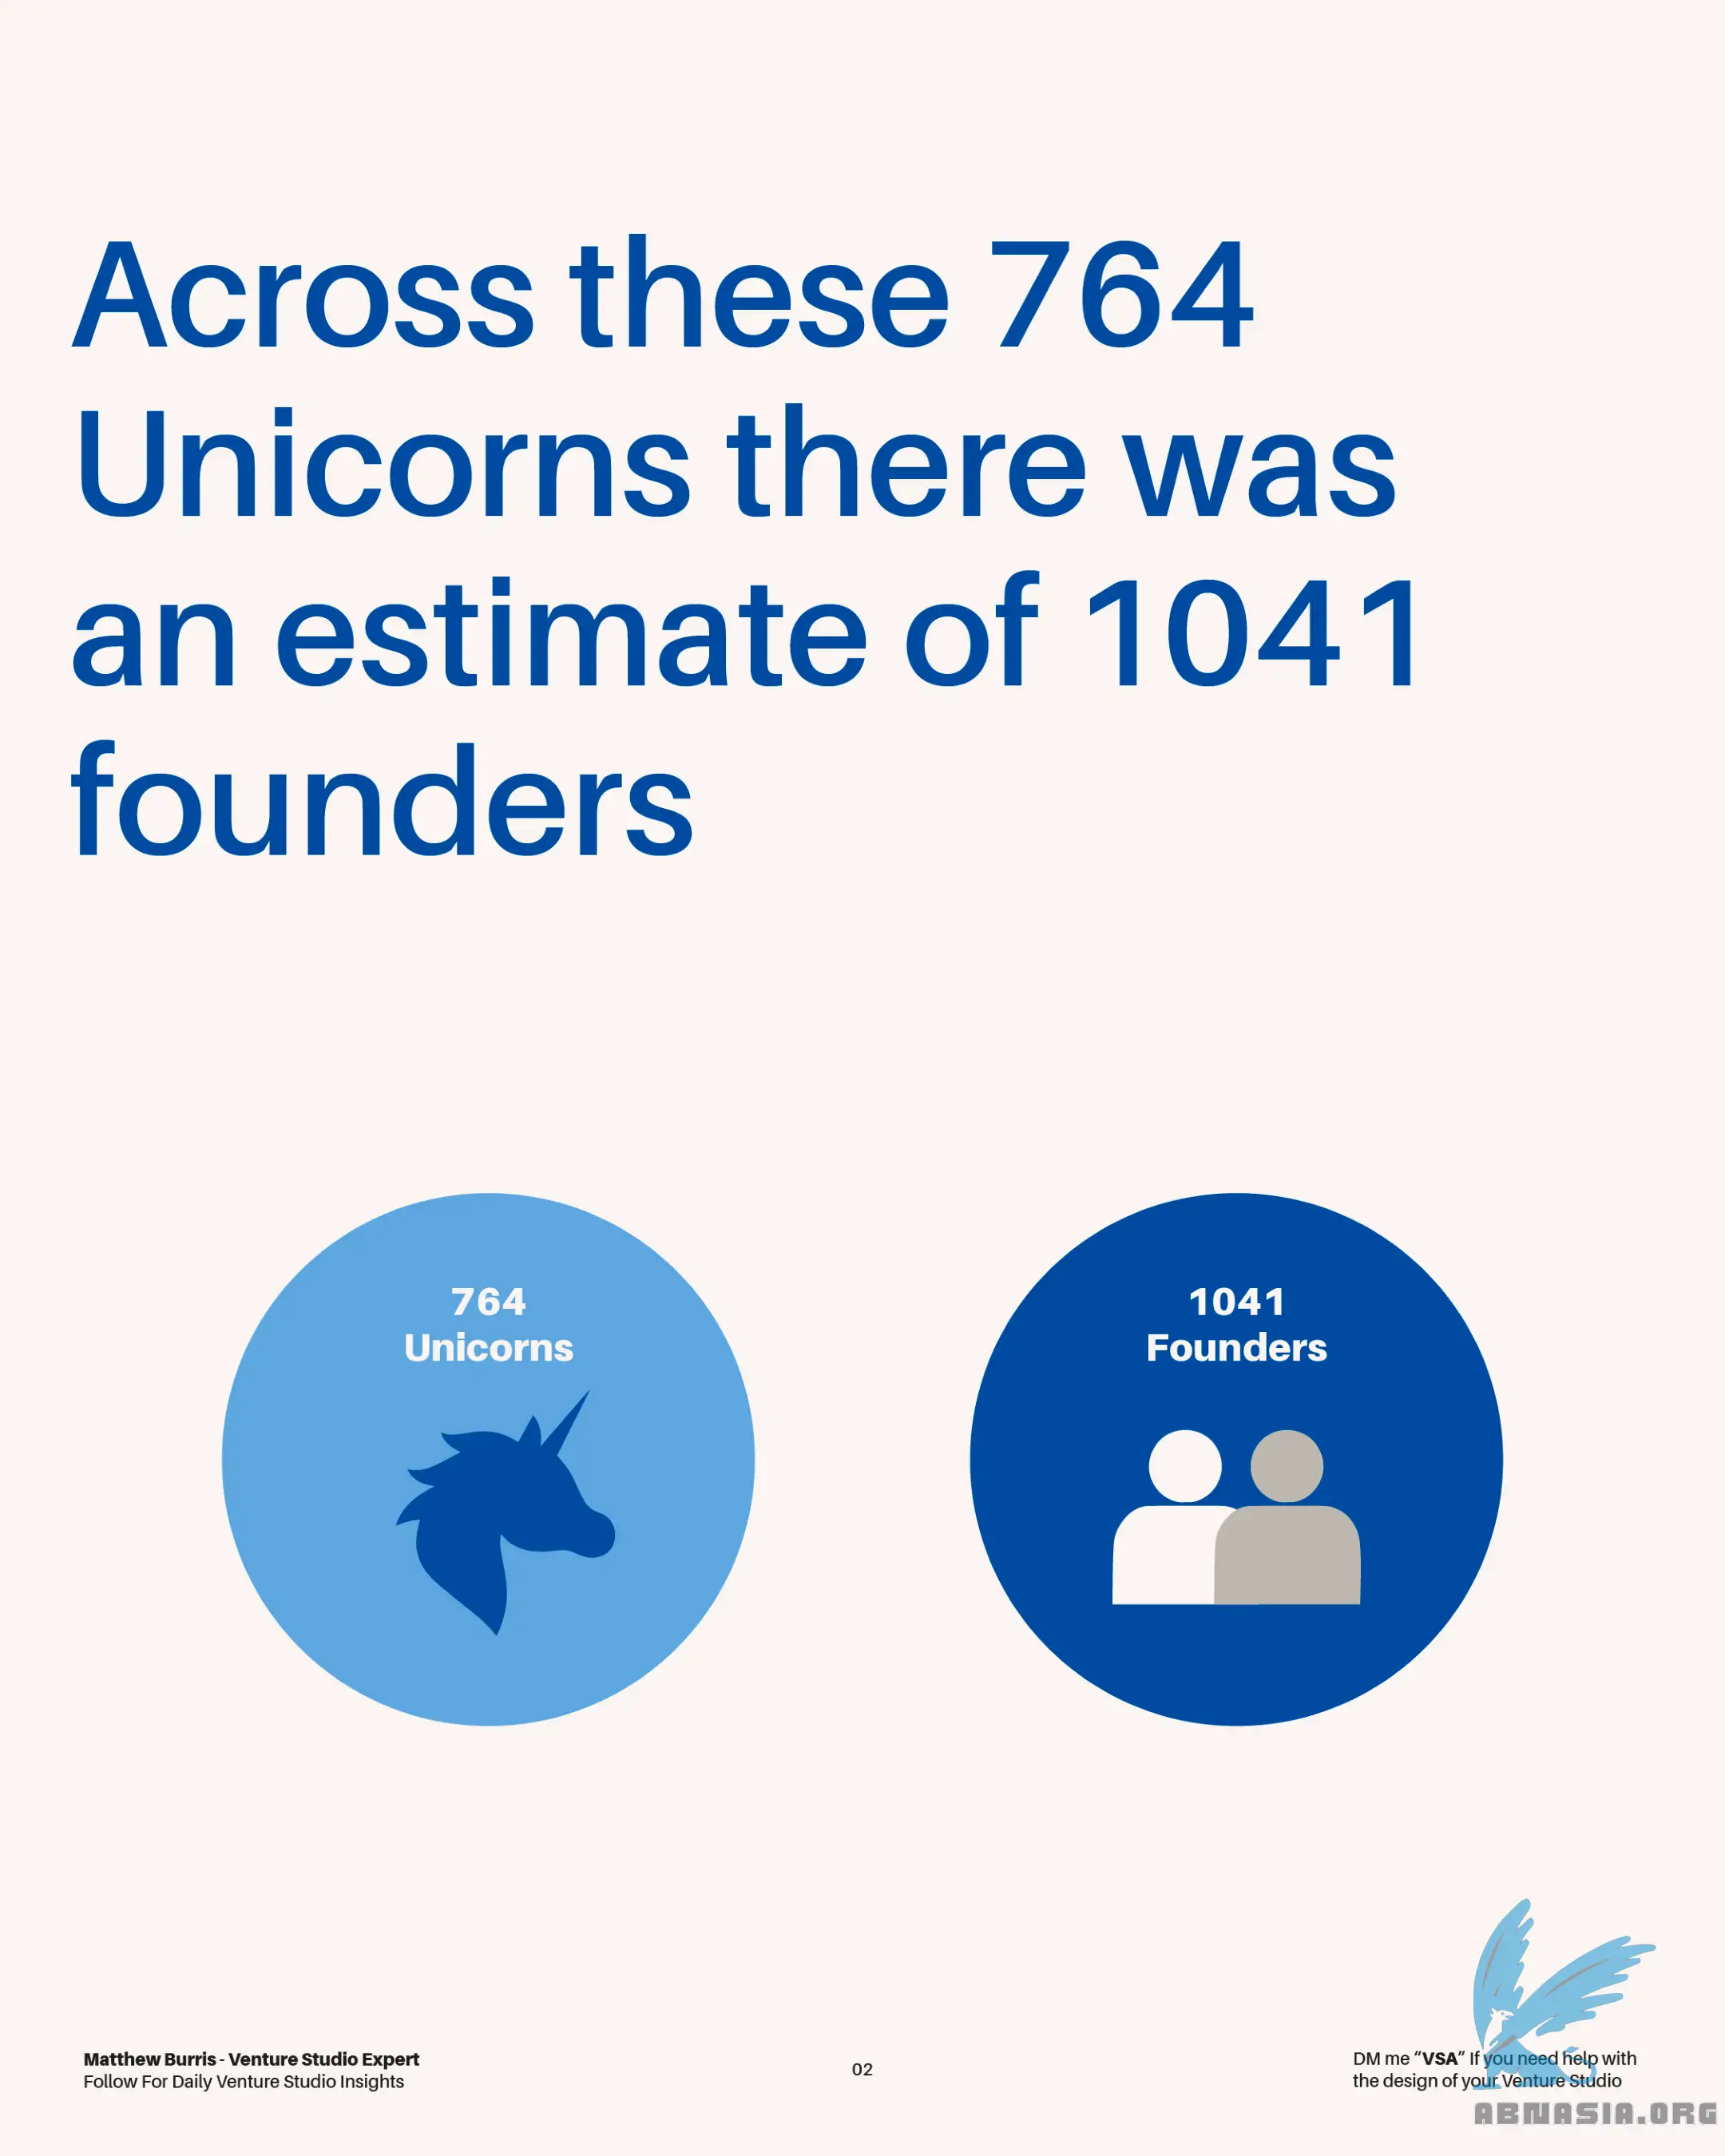 Across these 764
Unicorns there was
an estimate of 1041
founders
764
Unicorns
1041
Founders
Matthew Burris - Venture Studio Expert
Follow For Daily Venture Studio Insights
02
DM me “VSA” If you need help with
the design of your Venture Studio
ABNASIA.ORG